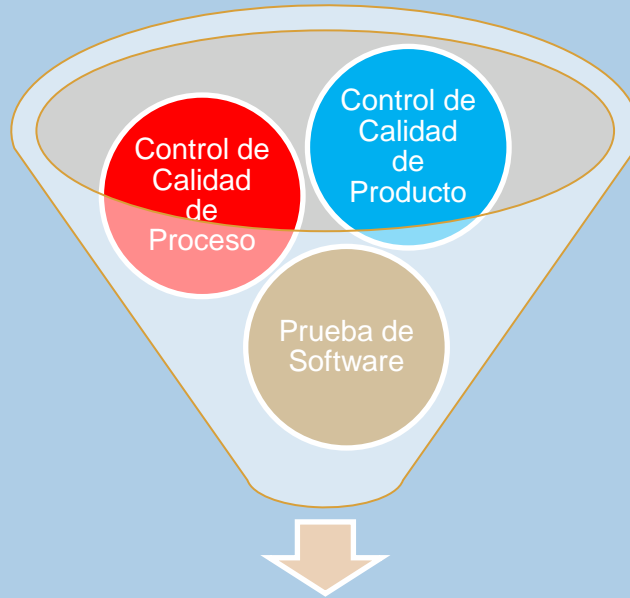 Control de
Calidad
de
Proceso
Control de
Calidad
de
Producto
Prueba de
Software